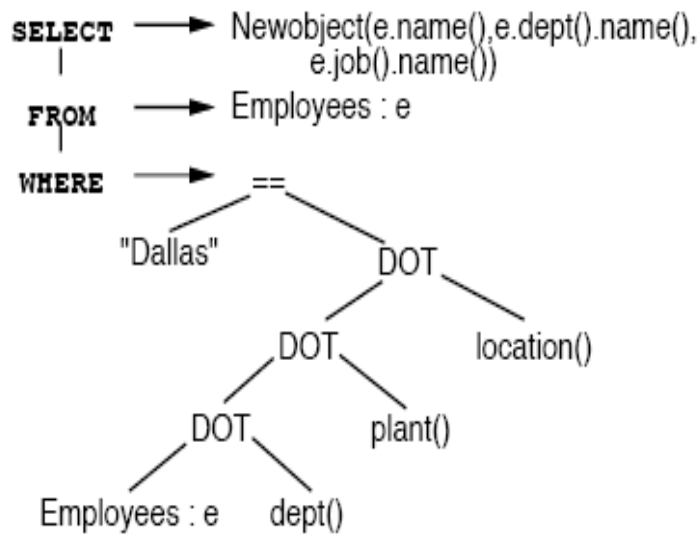 SELECT Newobject(e.name(),e.dept().name(),
e.job().name())
FROM Employees : e
WHERE ==
"Dallas" DOT
DOT location()
DOT plant()
Employees : e dept()